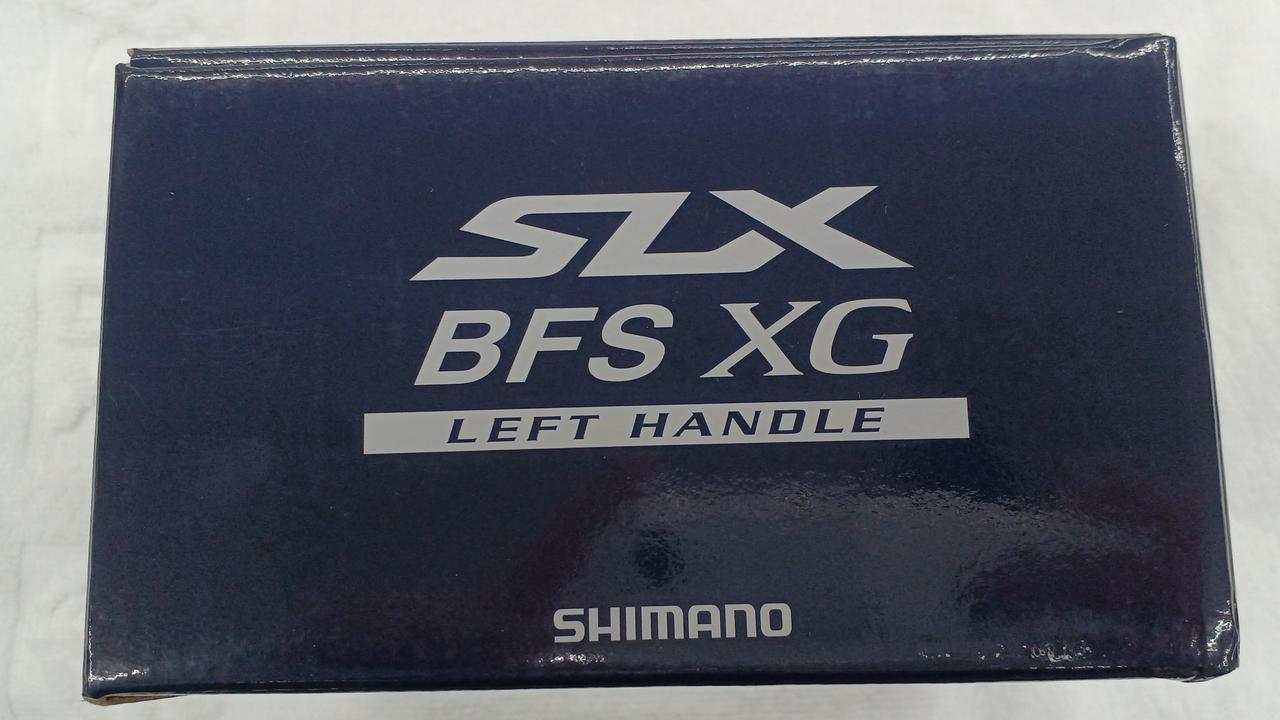 SLX
BFS XG
LEFT HANDLE
SHIMANO